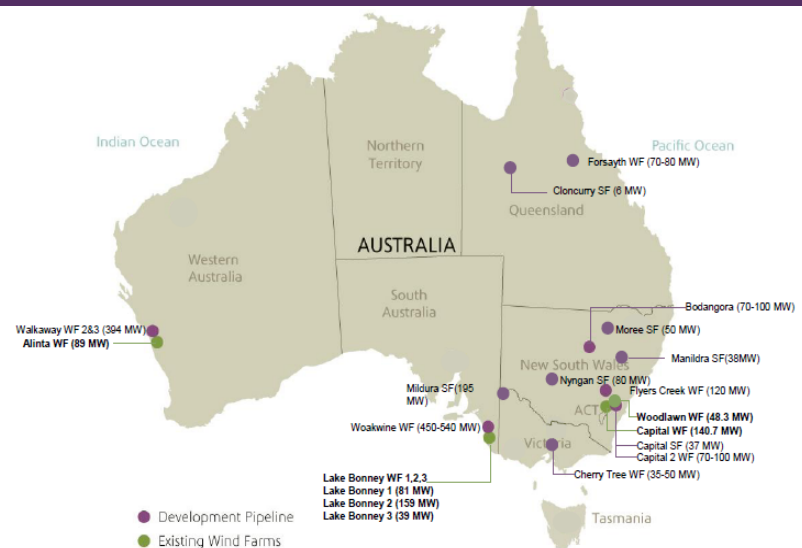 Indian Ocean
Northern
Territory
Pacific Ocean
Forsayth WF (70-80 MW)
Cloncurry SF (6 MW)
Queensland
AUSTRALIA
Western
Australia
South
Australia
Bodangora (70-100 MW)
Walkaway WF 2&3 (394 MW)
Alinta WF (89 MW)
Moree SF (50 MW)
New South Wales
Manildra SF(38MW)
Nyngan SF (80 MW)
Mildura SF(195
MW)
Flyers Creek WF (120 MW)
ACT
Woodlawn WF (48.3 MW)
Capital WF (140.7 MW)
Woakwine WF (450-540 MW)
Victoria
Capital SF (37 MW)
Capital 2 WF (70-100 MW)
Cherry Tree WF (35-50 MW)
Lake Bonney WF 1,2,3
Lake Bonney 1 (81 MW)
Lake Bonney 2 (159 MW)
Lake Bonney 3 (39 MW)
Development Pipeline
Existing Wind Farms
Tasmania